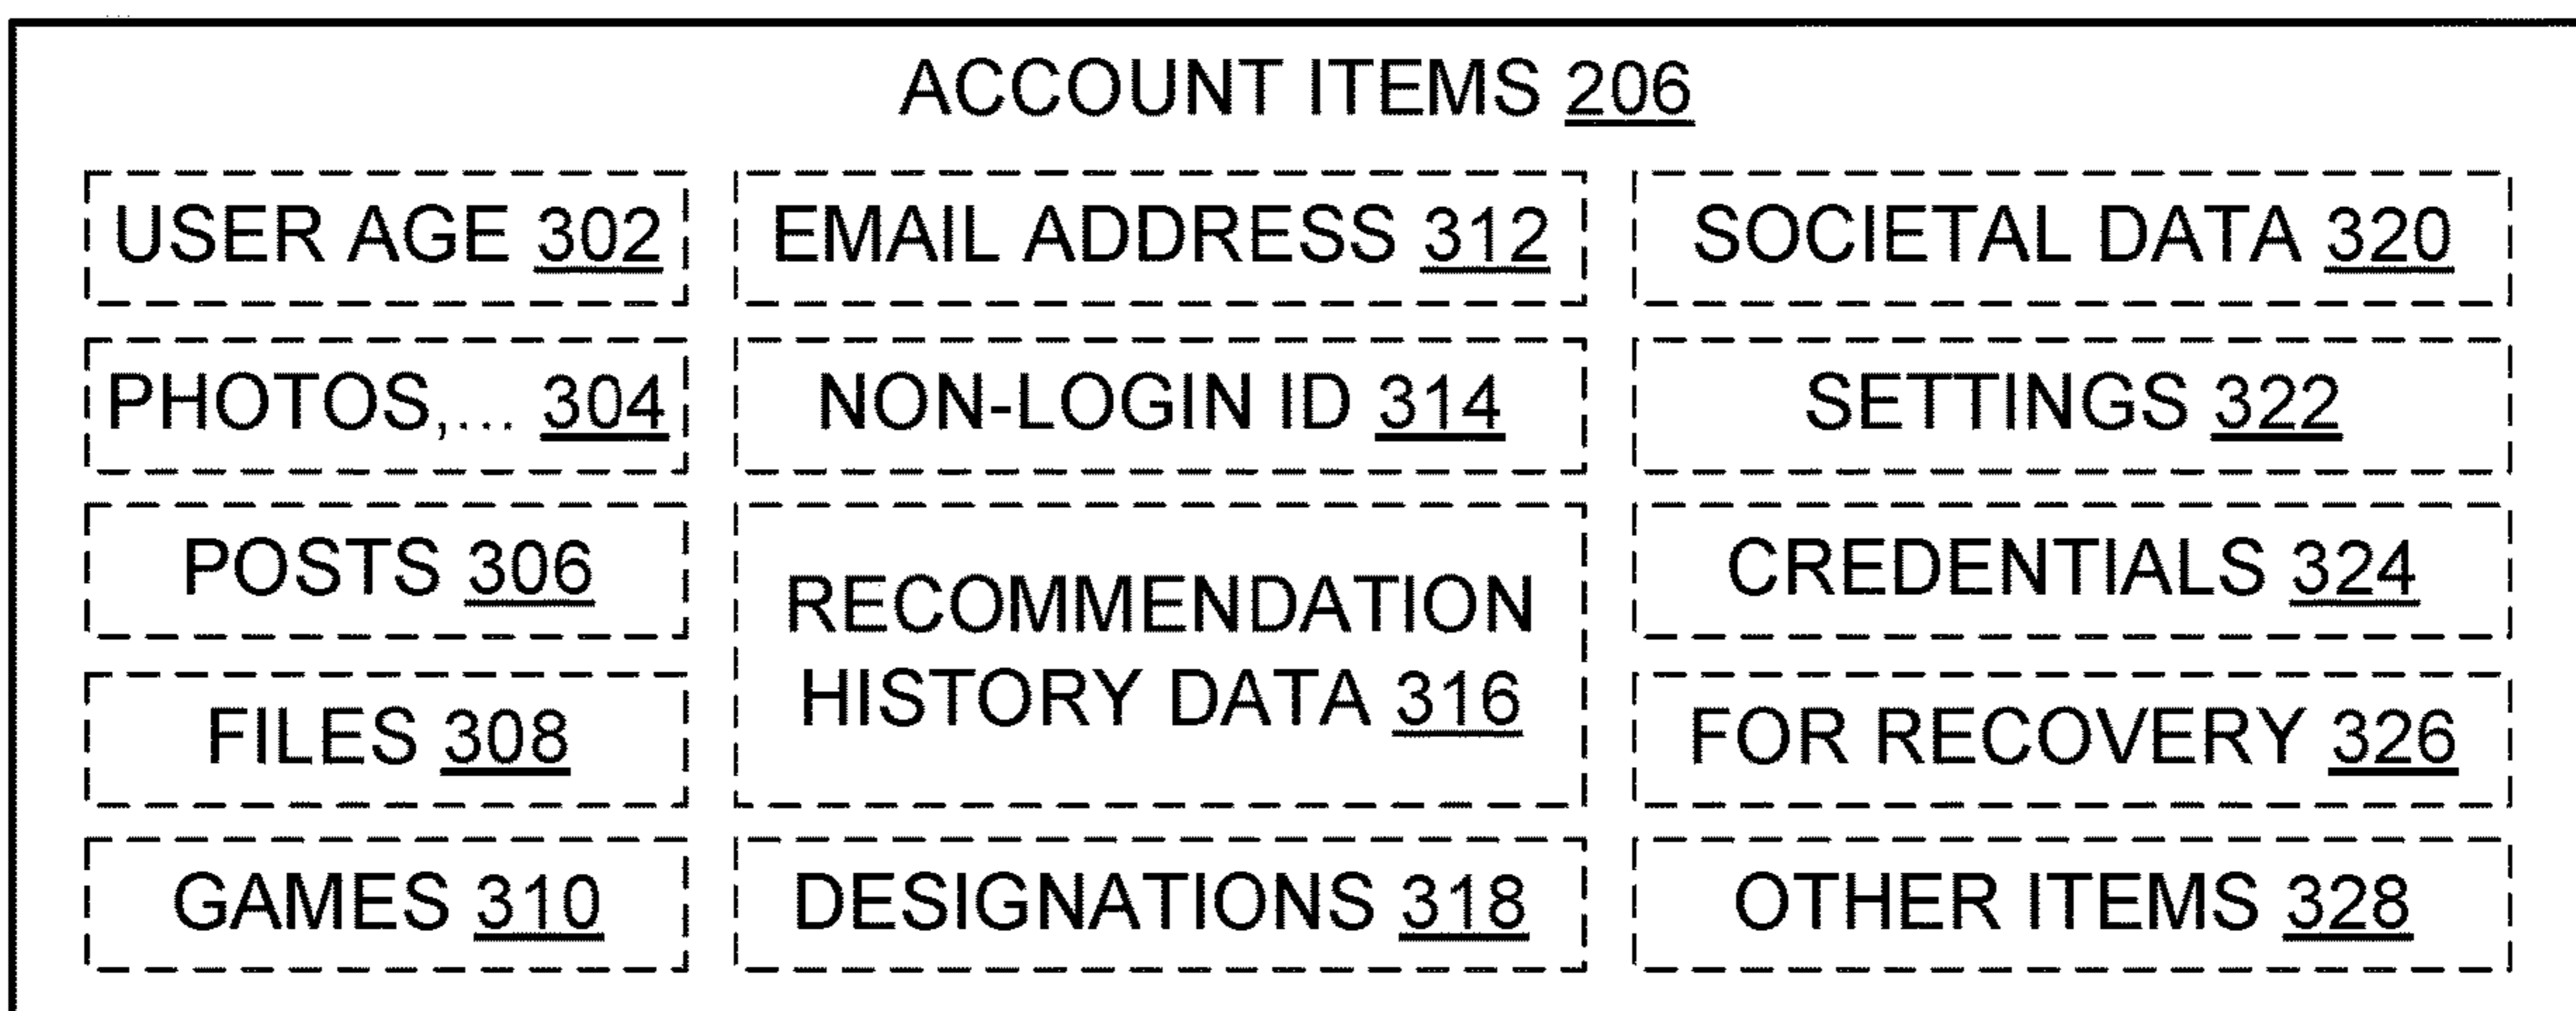 ACCOUNT ITEMS 206
USER AGE 302
PHOTOS,... 304
POSTS 306
FILES 308
GAMES 310
EMAIL ADDRESS 312
NON-LOGIN ID 314
RECOMMENDATION
HISTORY DATA 316
DESIGNATIONS 318
SOCIETAL DATA 320
SETTINGS 322
CREDENTIALS 324
FOR RECOVERY 326
OTHER ITEMS 328